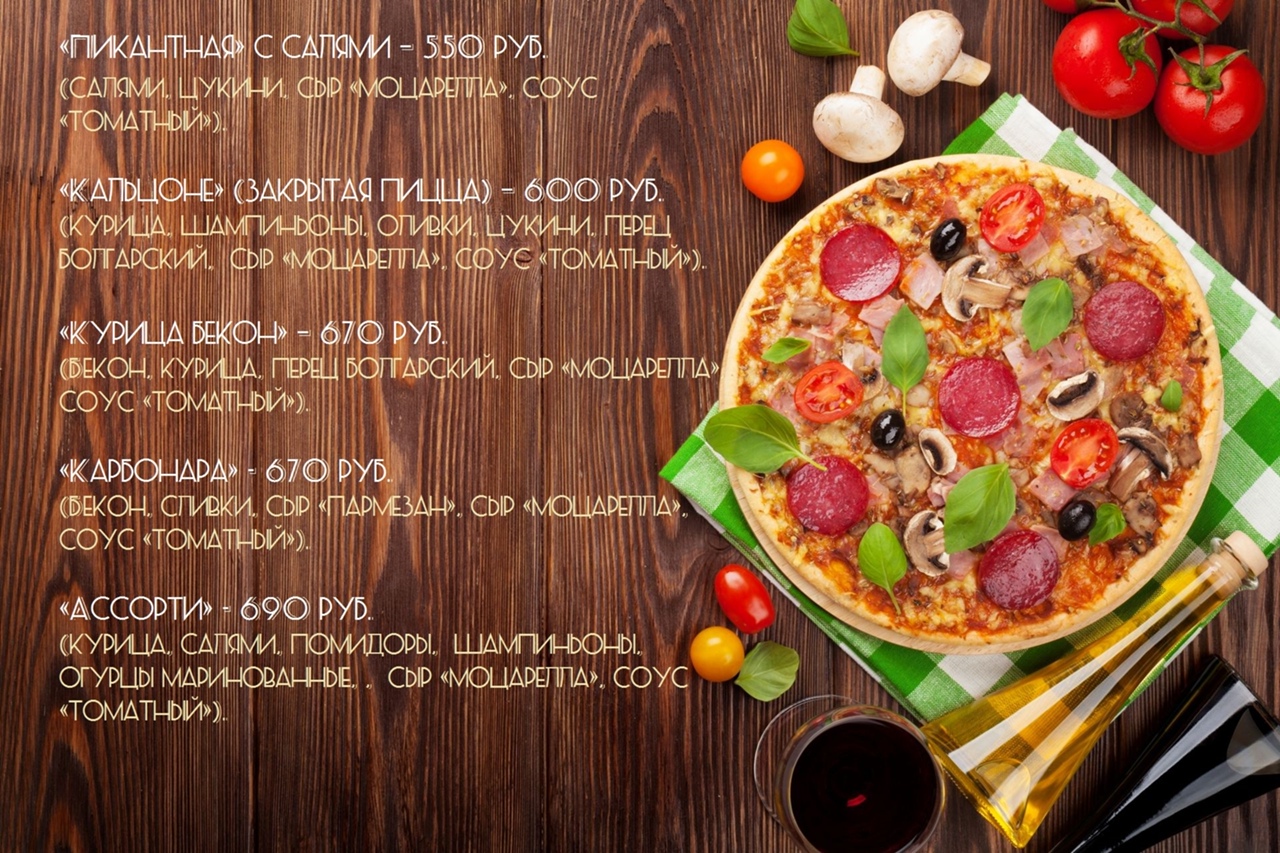 «ПИКАНТНАЯ» С САЛЯМИ – 550 РУБ.
(САЛЯМИ, ЦУКИНИ, СЫР «МОЦАРЕЛЛА», СОУС
«ТОМАТНЫЙ»).
«КАЛЬЦОНЕ» (ЗАКРЫТАЯ ПИЦЦА) – 600 РУБ.
(КУРИЦА, ШАМПИНЬОНЫ, ОЛИВКИ, ЦУКИНИ, ПЕРЕЦ
БОЛГАРСКИЙ, СЫР «МОЦАРЕЛЛА», СОУС «ТОМАТНЫЙ»).
«КУРИЦА БЕКОН» – 670 РУБ.
(БЕКОН, КУРИЦА, ПЕРЕЦ БОЛГАРСКИЙ, СЫР «МОЦАРЕЛЛА»
СОУС «ТОМАТНЫЙ»).
«КАРБОНАРА» - 670 РУБ.
(БЕКОН, СЛИВКИ, СЫР «ПАРМЕЗАН», СЫР «МОЦАРЕЛЛА»,
СОУС «ТОМАТНЫЙ»).
«АССОРТИ» - 690 РУБ.
(КУРИЦА, САЛЯМИ, ПОМИДОРЫ, ШАМПИНЬОНЫ,
ОГУРЦЫ МАРИНОВАННЫЕ, , СЫР «МОЦАРЕЛЛА», СОУС
«ТОМАТНЫЙ»).